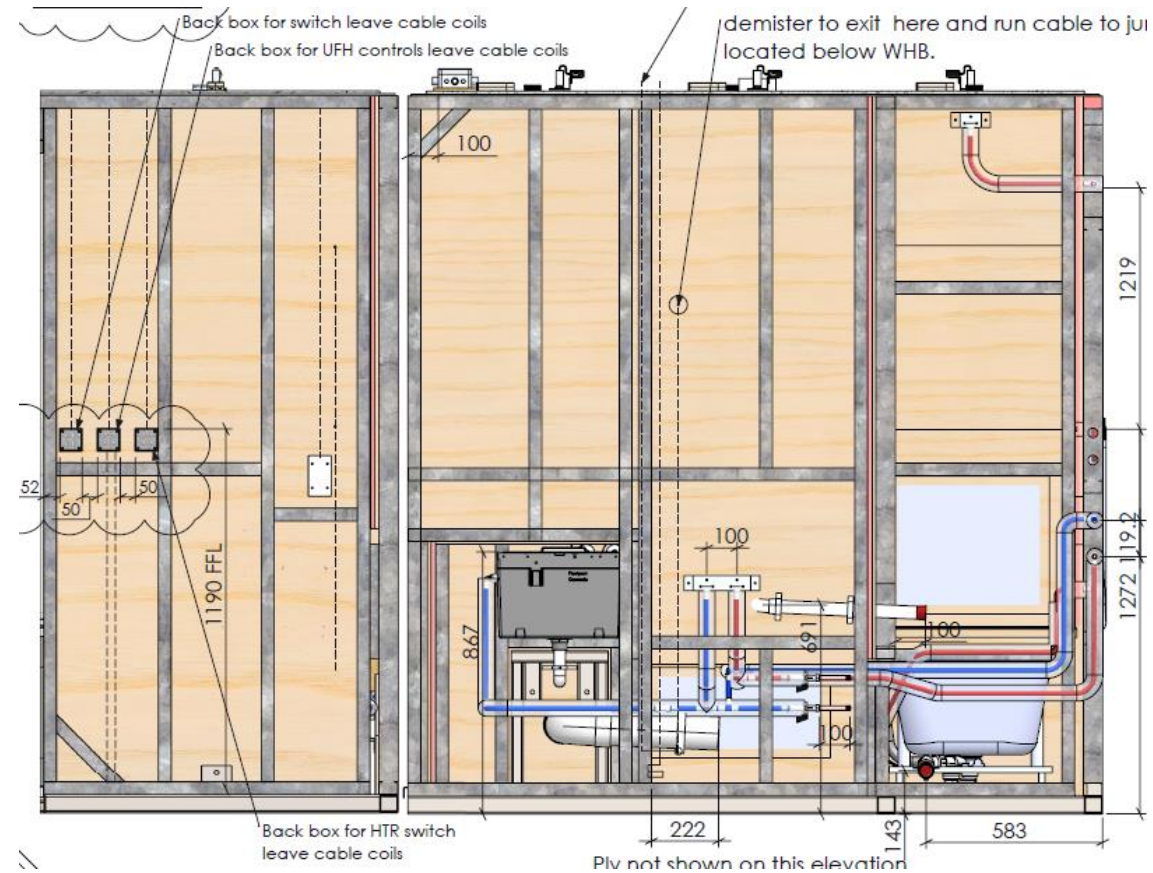 Back box for switch leave cable coils
Back box for UFH controls leave cable coils
demister to exit here and run cable to
located below WHB.
100
1219
52
50
50
1190 FFL
867
100
691
100
100
119.2
1272
222
143
583
Back box for HTR switch
leave cable coils
Ply not shown on this elevation